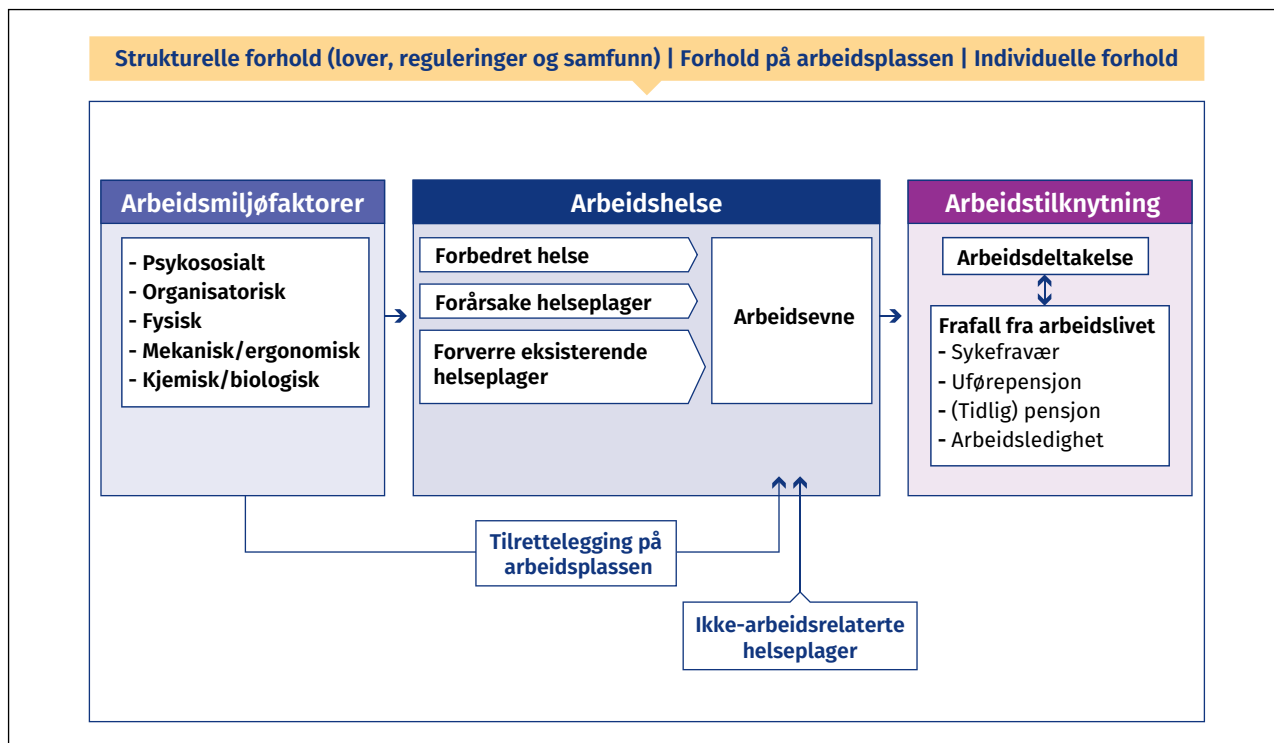 Strukturelle forhold (lover, reguleringer og samfunn) | Forhold på arbeidsplassen | Individuelle forhold
Arbeidsmiljøfaktorer
- Psykososialt
- Organisatorisk
- Fysisk
- Mekanisk/ergonomisk
- Kjemisk/biologisk
Arbeidshelse
Forbedret helse
Forårsake helseplager
Forverre eksisterende
helseplager
Arbeidsevne
Arbeidstilknytning
Arbeidsdeltakelse
Frafall fra arbeidslivet
- Sykefravær
- Uførepensjon
- (Tidlig) pensjon
- Arbeidsledighet
Tilrettelegging på
arbeidsplassen
Ikke-arbeidsrelaterte
helseplager